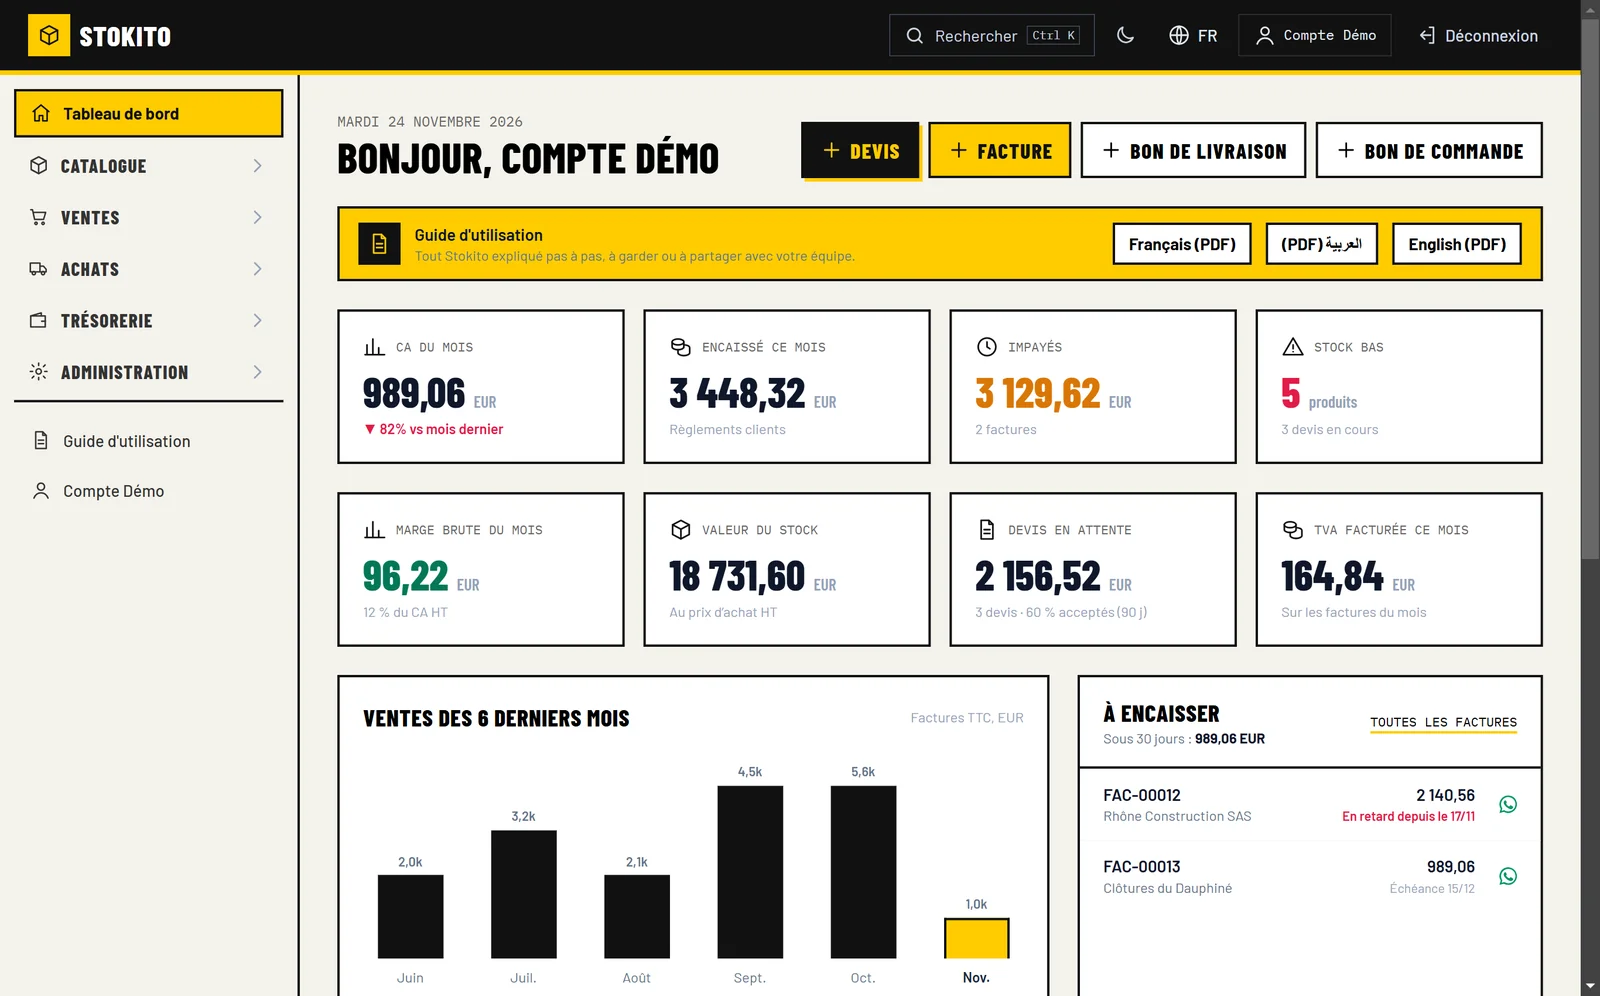 STOKITO
Rechercher Ctrl K
FR
Compte Démo
Déconnexion
Tableau de bord
CATALOGUE
VENTES
ACHATS
TRÉSORERIE
ADMINISTRATION
Guide d'utilisation
Compte Démo
MARDI 24 NOVEMBRE 2026
BONJOUR, COMPTE DÉMO
+ DEVIS
+ FACTURE
+ BON DE LIVRAISON
+ BON DE COMMANDE
Guide d'utilisation
Tout Stokito expliqué pas à pas, à garder ou à partager avec votre équipe.
Français (PDF)
العربية (PDF)
English (PDF)
CA DU MOIS
989,06 EUR
▼ 82% vs mois dernier
ENCAISSÉ CE MOIS
3 448,32 EUR
Règlements clients
IMPAYÉS
3 129,62 EUR
2 factures
STOCK BAS
5 produits
3 devis en cours
MARGE BRUTE DU MOIS
96,22 EUR
12 % du CA HT
VALEUR DU STOCK
18 731,60 EUR
Au prix d'achat HT
DEVIS EN ATTENTE
2 156,52 EUR
3 devis · 60 % acceptés (90 j)
TVA FACTURÉE CE MOIS
164,84 EUR
Sur les factures du mois
VENTES DES 6 DERNIERS MOIS
Factures TTC, EUR
2,0k
3,2k
2,1k
4,5k
5,6k
1,0k
Juin
Juil.
Août
Sept.
Oct.
Nov.
À ENCAISSER
Sous 30 jours : 989,06 EUR
TOUTES LES FACTURES
FAC-00012
2 140,56
Rhône Construction SAS
En retard depuis le 17/11
FAC-00013
989,06
Clôtures du Dauphiné
Échéance 15/12